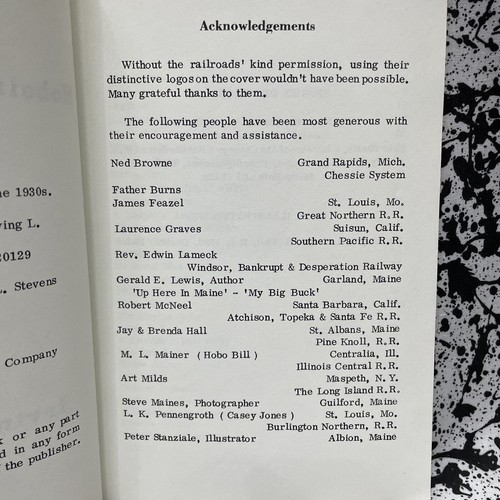 Acknowledgements
Without the railroads' kind permission, using their
distinctive logos on the cover wouldn't have been possible.
Many grateful thanks to them.
The following people have been most generous with
their encouragement and assistance.
Ned Browne Grand Rapids, Mich.
Chessie System
Father Burns
James Feazel St. Louis, Mo.
Great Northern R.R.
Laurence Graves Suisun, Calif.
Southern Pacific R.R.
Rev. Edwin Lameck
Windsor, Bankrupt & Desperation Railway
Gerald E. Lewis, Author Garland, Maine
'Up Here In Maine' - 'My Big Buck'
Robert McNeel Santa Barbara, Calif.
Atchison, Topeka & Santa Fe R.R.
Jay & Brenda Hall St. Albans, Maine
Pine Knoll, R.R.
M. L. Mainer (Hobo Bill) Centralia, Ill.
Illinois Central R.R.
Art Milds Maspeth, N.Y.
The Long Island R.R.
Steve Maines, Photographer Guilford, Maine
L. K. Pennengroth (Casey Jones) St. Louis, Mo.
Burlington Northern, R.R.
Peter Stanziale, Illustrator Albion, Maine
1930s.
ving L.
20129
Stevens
Company
or any part
d in any form
the publisher.